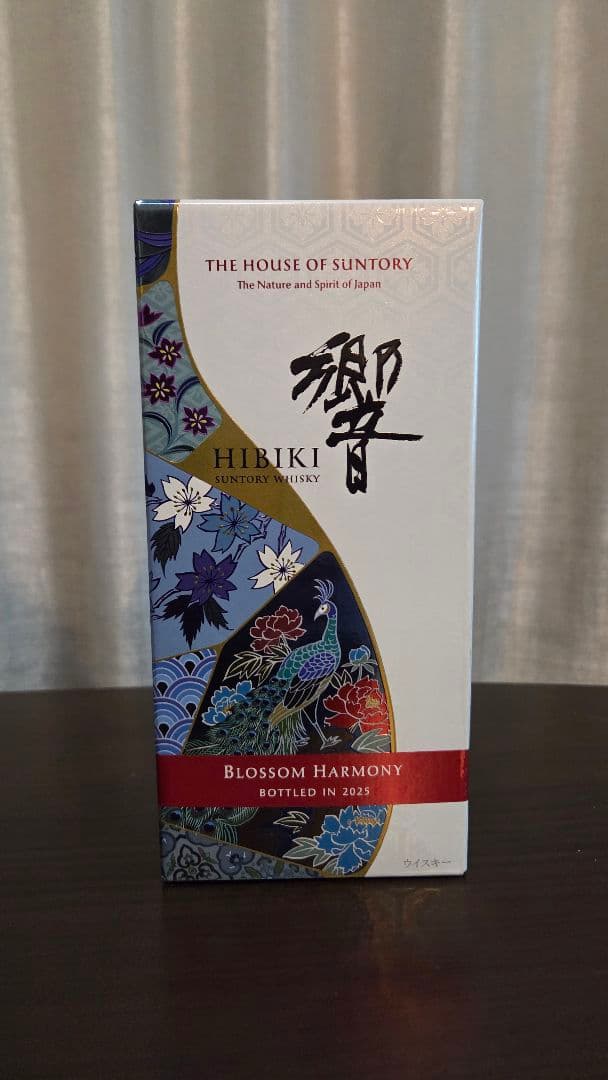 THE HOUSE OF SUNTORY
The Nature and Spirit of Japan
響
HIBIKI
SUNTORY WHISKY
BLOSSOM HARMONY
BOTTLED IN 2025
ウイスキー